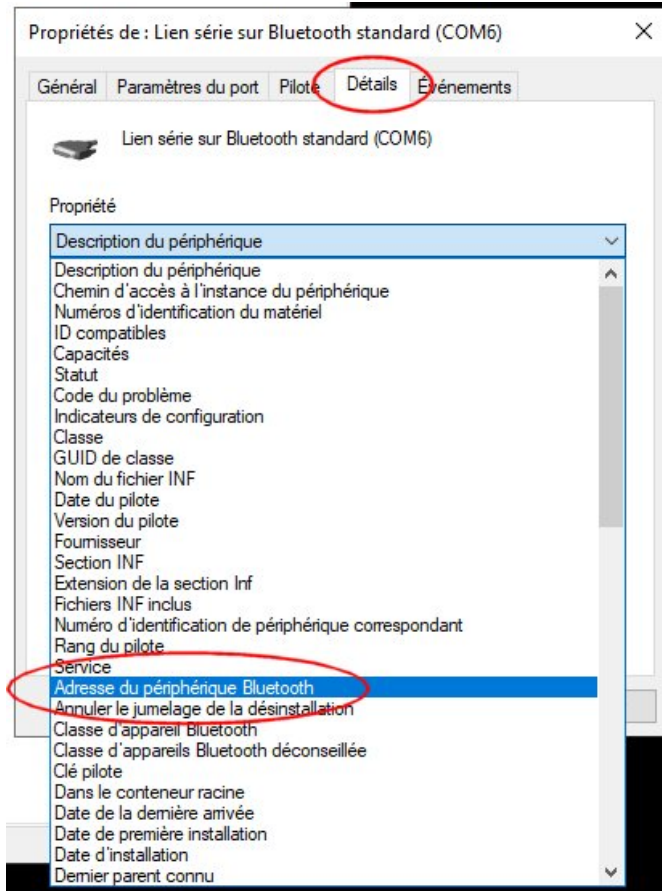 Propriétés de : Lien série sur Bluetooth standard (COM6)
Général Paramètres du port Pilote Détails Événements
Lien série sur Bluetooth standard (COM6)
Propriété
Description du périphérique
Description du périphérique
Chemin d'accès à l'instance du périphérique
Numéros d'identification du matériel
ID compatibles
Capacités
Statut
Code du problème
Indicateurs de configuration
Classe
GUID de classe
Nom du fichier INF
Date du pilote
Version du pilote
Fournisseur
Section INF
Extension de la section Inf
Fichiers INF inclus
Numéro d'identification de périphérique correspondant
Rang du pilote
Service
Adresse du périphérique Bluetooth
Annuler le jumelage de la désinstallation
Classe d'appareil Bluetooth
Classe d'appareils Bluetooth déconseillée
Clé pilote
Dans le conteneur racine
Date de la dernière arrivée
Date de première installation
Date d'installation
Dernier parent connu